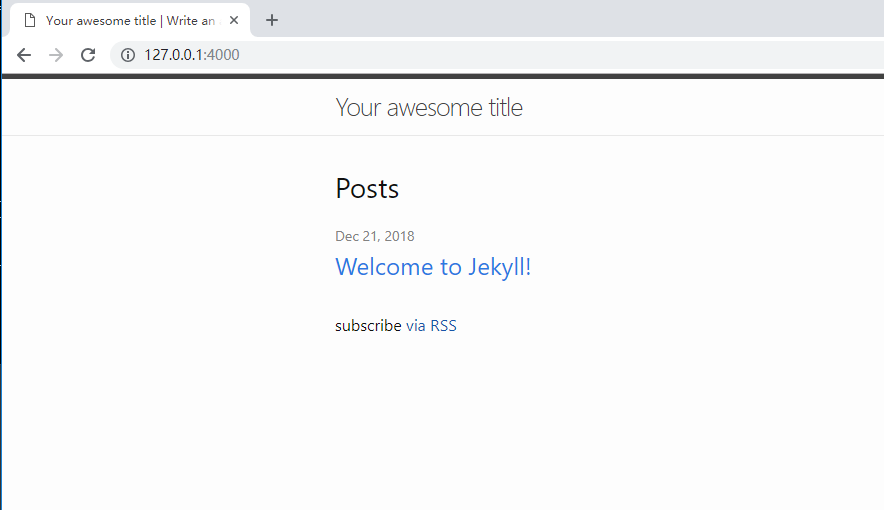 Your awesome title | Write an
127.0.0.1:4000
Your awesome title
Posts
Dec 21, 2018
Welcome to Jekyll!
subscribe via RSS